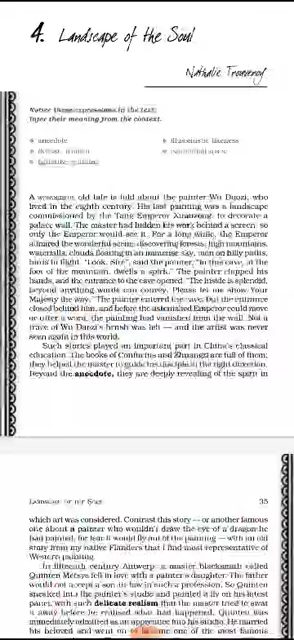 4. Landscape of the Soul
Nathalie Trouveroy
Notice these expressions in the text.
Infer their meaning from the context.
anecdote
illusionistic likeness
delicate realism
conceptual space
figurative painting
A wonderful old tale is told about the painter Wu Daozi, who
lived in the eighth century. His last painting was a landscape
commissioned by the Tang Emperor Xuanzong, to decorate a
palace wall. The master had hidden his work behind a screen, so
only the Emperor would see it. For a long while, the Emperor
admired the wonderful scene, discovering forests, high mountains,
waterfalls, clouds floating in an immense sky, men on hilly paths,
birds in flight. "Look, Sire", said the painter, "in this cave, at the
foot of the mountain, dwells a spirit." The painter clapped his
hands, and the entrance to the cave opened. "The inside is splendid,
beyond anything words can convey. Please let me show Your
Majesty the way." The painter entered the cave; but the entrance
closed behind him, and before the astonished Emperor could move
or utter a word, the painting had vanished from the wall. Not a
trace of Wu Daozi's brush was left — and the artist was never
seen again in this world.
Such stories played an important part in China's classical
education. The books of Confucius and Zhuangzi are full of them;
they helped the master to guide his disciple in the right direction.
Beyond the anecdote, they are deeply revealing of the spirit in
LANDSCAPE OF THE SOUL 35
which art was considered. Contrast this story — or another famous
one about a painter who wouldn't draw the eye of a dragon he
had painted, for fear it would fly out of the painting — with an old
story from my native Flanders that I find most representative of
Western painting.
In fifteenth century Antwerp, a master blacksmith called
Quinten Metsys fell in love with a painter's daughter. The father
would not accept a son-in-law in such a profession. So Quinten
sneaked into the painter's studio and painted a fly on his latest
panel, with such delicate realism that the master tried to swat
it away before he realised what had happened. Quinten was
immediately admitted as an apprentice into his studio. He married
his beloved and went on to become one of the most famous